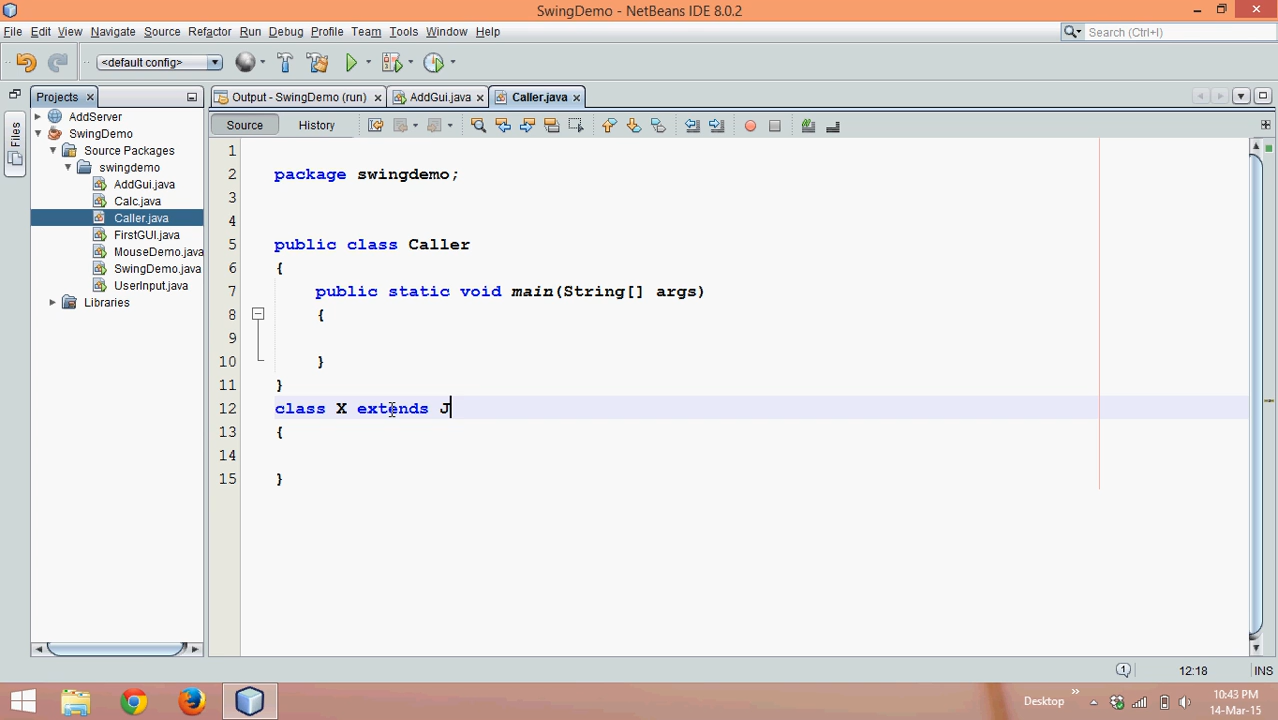 SwingDemo - NetBeans IDE 8.0.2
File Edit View Navigate Source Refactor Run Debug Profile Team Tools Window Help
Search (Ctrl+I)
<default config>
Projects
Output - SwingDemo (run)
AddGui.java
Caller.java
Files
Source History
AddServer
SwingDemo
Source Packages
swingdemo
AddGui.java
Calc.java
Caller.java
FirstGUI.java
MouseDemo.java
SwingDemo.java
UserInput.java
Libraries
1
2 package swingdemo;
3
4
5 public class Caller
6 {
7 public static void main(String[] args)
8 {
9
10 }
11 }
12 class X extends J
13 {
14
15 }
1
12:18
INS
Desktop
10:43 PM
14-Mar-15